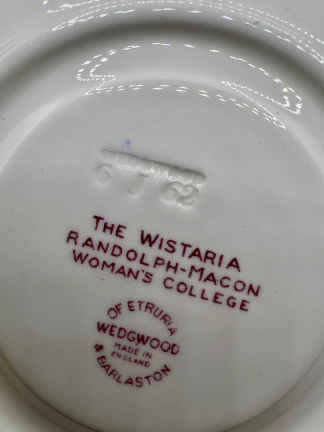 THE WISTARIA
RANDOLPH-MACON
WOMAN'S COLLEGE
OF ETRURIA
WEDGWOOD
MADE IN
ENGLAND
& BARLASTON